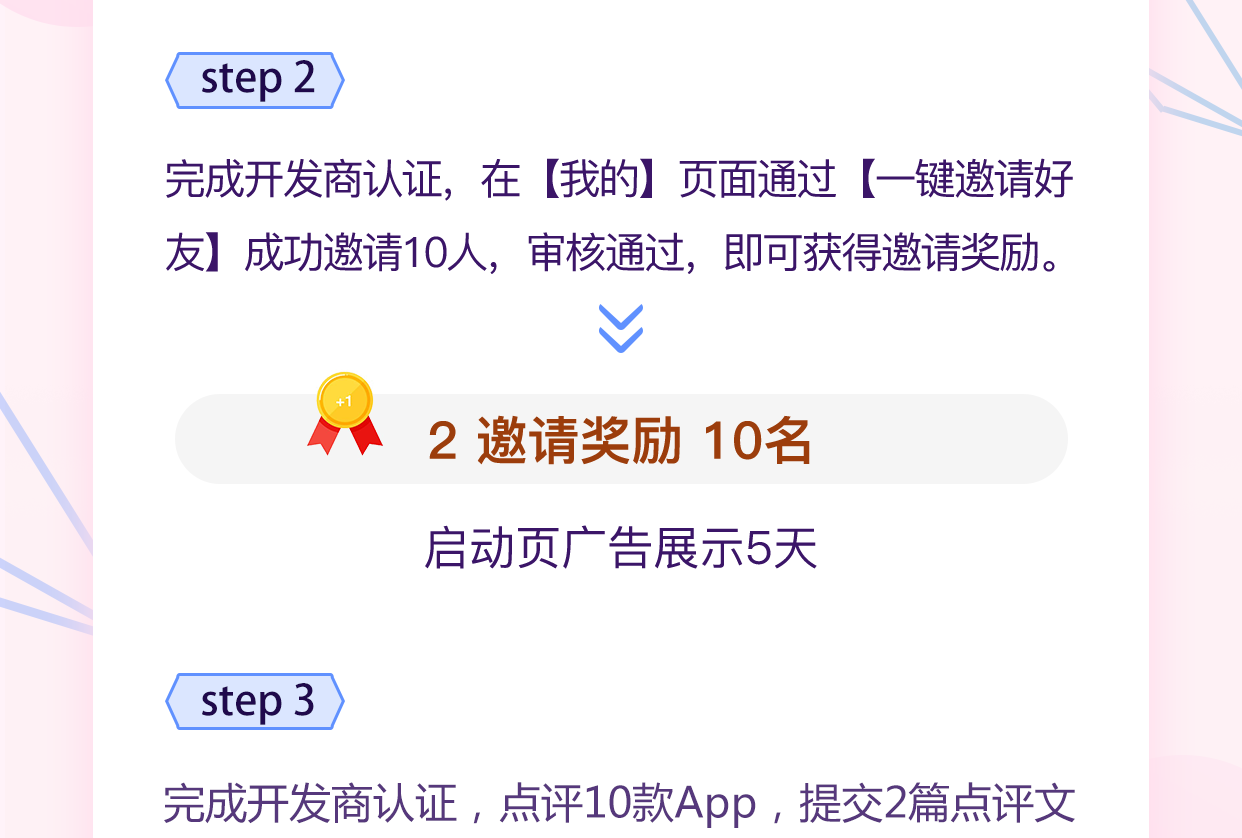 step 2
完成开发商认证，在【我的】页面通过【一键邀请好
友】成功邀请10人，审核通过，即可获得邀请奖励。
+1
2 邀请奖励 10名
启动页广告展示5天
step 3
完成开发商认证，点评10款App，提交2篇点评文